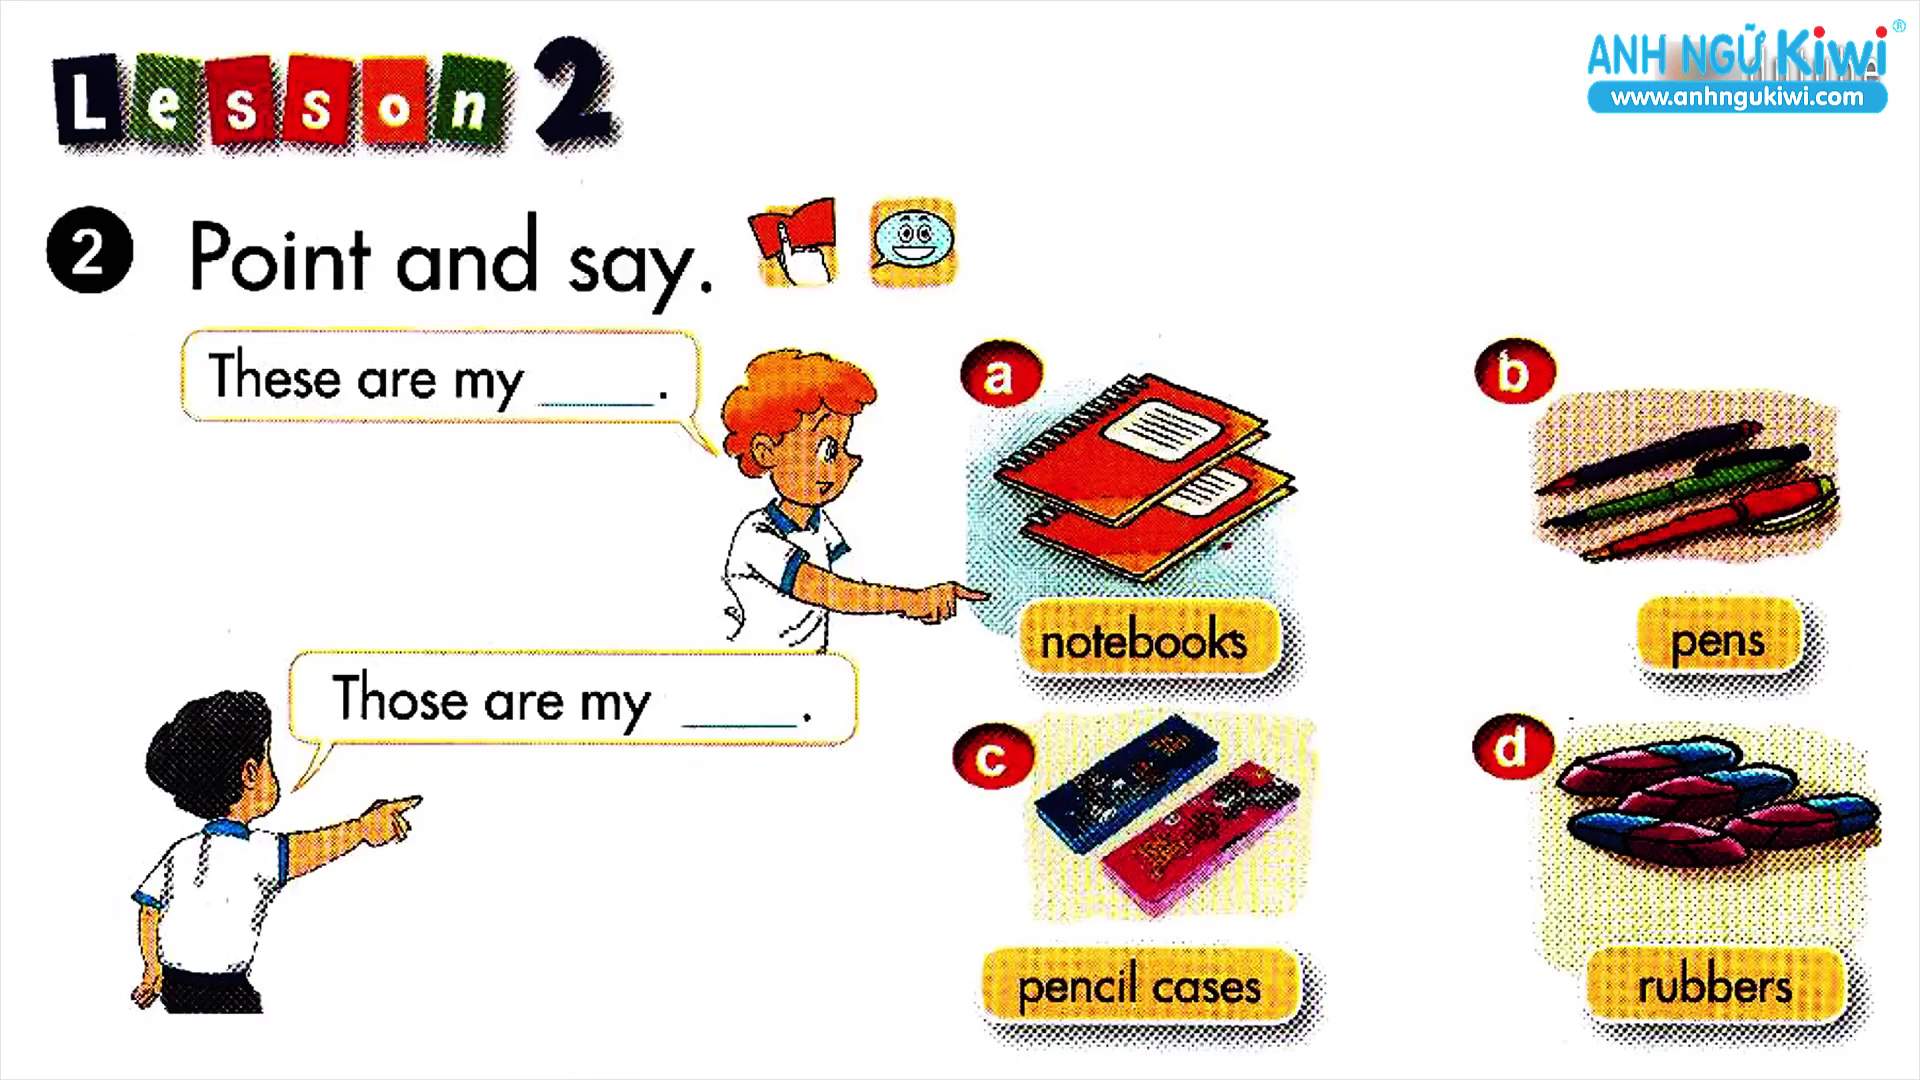 Lesson 2
ANH NGỮ Kiwi®
www.anhngukiwi.com
2 Point and say.
These are my ____.
a
b
notebooks
pens
Those are my ____.
c
d
pencil cases
rubbers